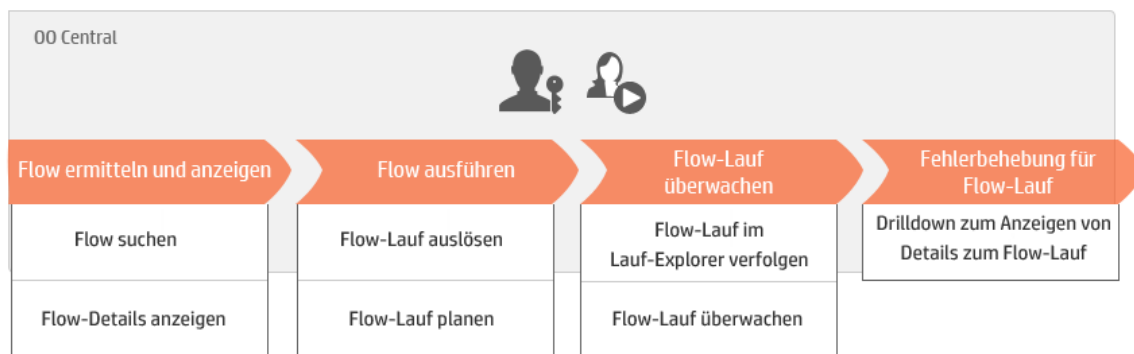 OO Central
Flow ermitteln und anzeigen
Flow ausführen
Flow-Lauf
überwachen
Fehlerbehebung für
Flow-Lauf
Flow suchen
Flow-Lauf auslösen
Flow-Lauf im
Lauf-Explorer verfolgen
Drilldown zum Anzeigen von
Details zum Flow-Lauf
Flow-Details anzeigen
Flow-Lauf planen
Flow-Lauf überwachen